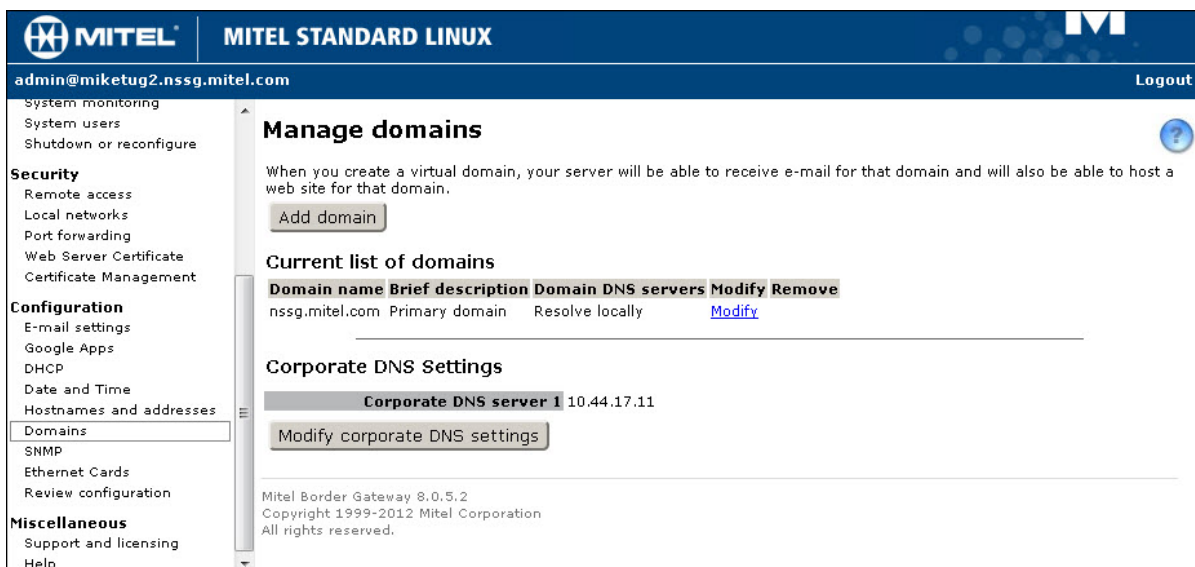 MITEL
MITEL STANDARD LINUX
admin@miketug2.nssg.mitel.com
Logout
System monitoring
System users
Shutdown or reconfigure
Security
Remote access
Local networks
Port forwarding
Web Server Certificate
Certificate Management
Configuration
E-mail settings
Google Apps
DHCP
Date and Time
Hostnames and addresses
Domains
SNMP
Ethernet Cards
Review configuration
Miscellaneous
Support and licensing
Help
Manage domains
?
When you create a virtual domain, your server will be able to receive e-mail for that domain and will also be able to host a
web site for that domain.
Add domain
Current list of domains
Domain name Brief description Domain DNS servers Modify Remove
nssg.mitel.com Primary domain Resolve locally Modify
Corporate DNS Settings
Corporate DNS server 1 10.44.17.11
Modify corporate DNS settings
Mitel Border Gateway 8.0.5.2
Copyright 1999-2012 Mitel Corporation
All rights reserved.